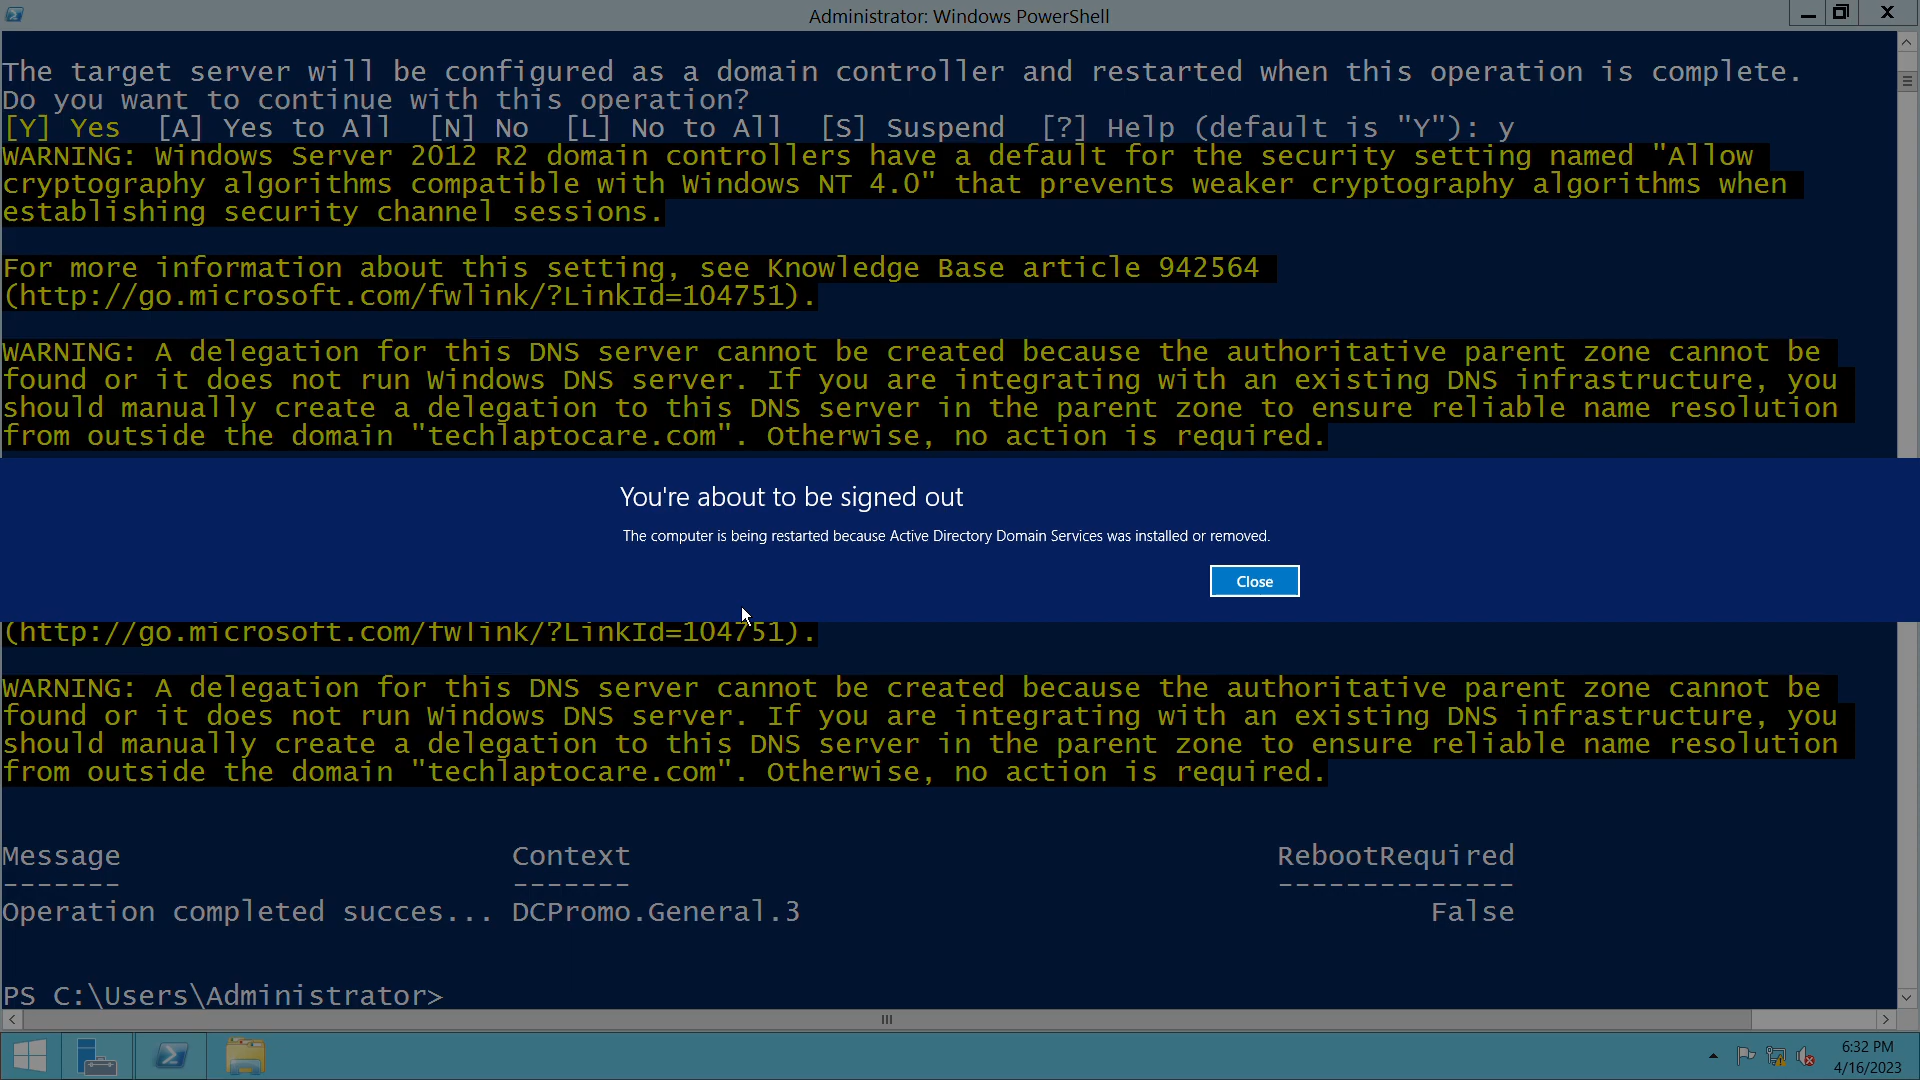 Administrator: Windows PowerShell
The target server will be configured as a domain controller and restarted when this operation is complete.
Do you want to continue with this operation?
[Y] Yes  [A] Yes to All  [N] No  [L] No to All  [S] Suspend  [?] Help (default is "Y"): y
WARNING: Windows Server 2012 R2 domain controllers have a default for the security setting named "Allow
cryptography algorithms compatible with Windows NT 4.0" that prevents weaker cryptography algorithms when
establishing security channel sessions.
For more information about this setting, see Knowledge Base article 942564
(http://go.microsoft.com/fwlink/?LinkId=104751).
WARNING: A delegation for this DNS server cannot be created because the authoritative parent zone cannot be
found or it does not run Windows DNS server. If you are integrating with an existing DNS infrastructure, you
should manually create a delegation to this DNS server in the parent zone to ensure reliable name resolution
from outside the domain "techlaptocare.com". Otherwise, no action is required.
You're about to be signed out
The computer is being restarted because Active Directory Domain Services was installed or removed.
Close
(http://go.microsoft.com/fwlink/?LinkId=104751).
WARNING: A delegation for this DNS server cannot be created because the authoritative parent zone cannot be
found or it does not run Windows DNS server. If you are integrating with an existing DNS infrastructure, you
should manually create a delegation to this DNS server in the parent zone to ensure reliable name resolution
from outside the domain "techlaptocare.com". Otherwise, no action is required.
Message Context RebootRequired
------- ------- --------------
Operation completed succes... DCPromo.General.3 False
PS C:\Users\Administrator>
6:32 PM
4/16/2023